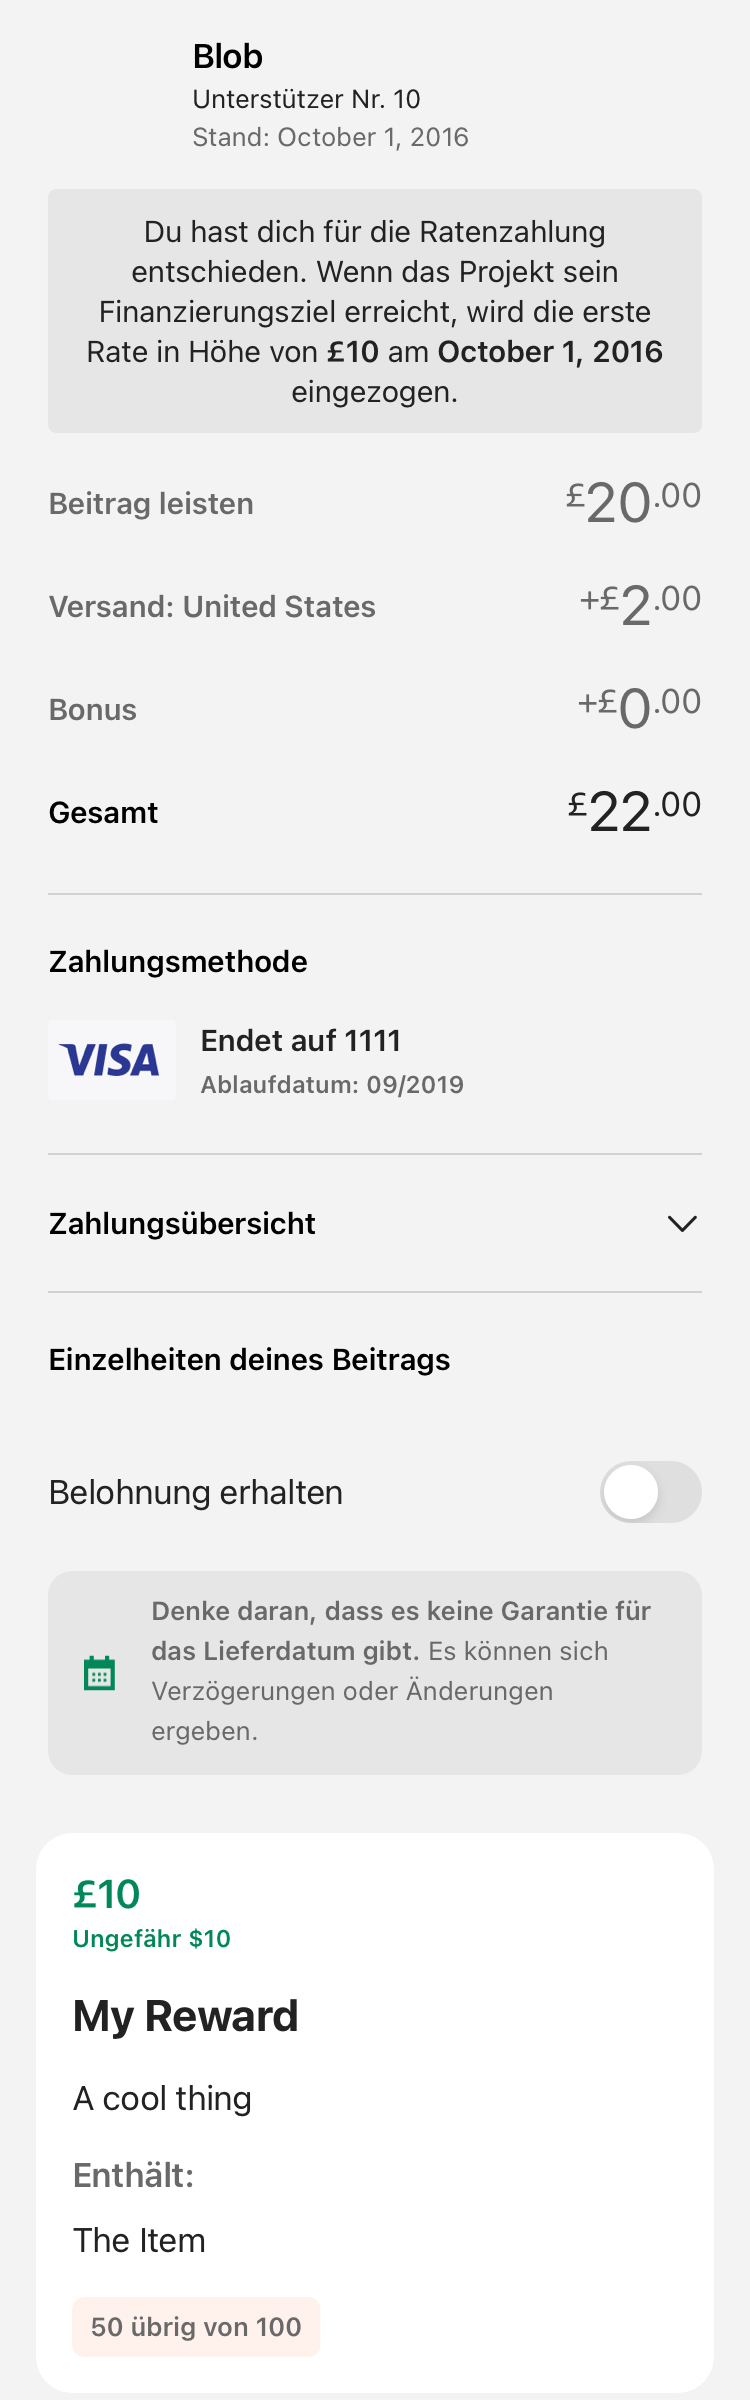 Blob
Unterstützer Nr. 10
Stand: October 1, 2016
Du hast dich für die Ratenzahlung
entschieden. Wenn das Projekt sein
Finanzierungsziel erreicht, wird die erste
Rate in Höhe von £10 am October 1, 2016
eingezogen.
Beitrag leisten £20.00
Versand: United States +£2.00
Bonus +£0.00
Gesamt £22.00
Zahlungsmethode
VISA
Endet auf 1111
Ablaufdatum: 09/2019
Zahlungsübersicht
Einzelheiten deines Beitrags
Belohnung erhalten
Denke daran, dass es keine Garantie für
das Lieferdatum gibt. Es können sich
Verzögerungen oder Änderungen
ergeben.
£10
Ungefähr $10
My Reward
A cool thing
Enthält:
The Item
50 übrig von 100